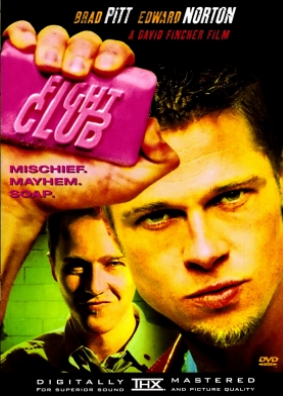 BRAD PITT EDWARD NORTON
A DAVID FINCHER FILM
FIGHT
CLUB
MISCHIEF.
MAYHEM.
SOAP.
DVD
DIGITALLY THX MASTERED
FOR SUPERIOR SOUND AND PICTURE QUALITY